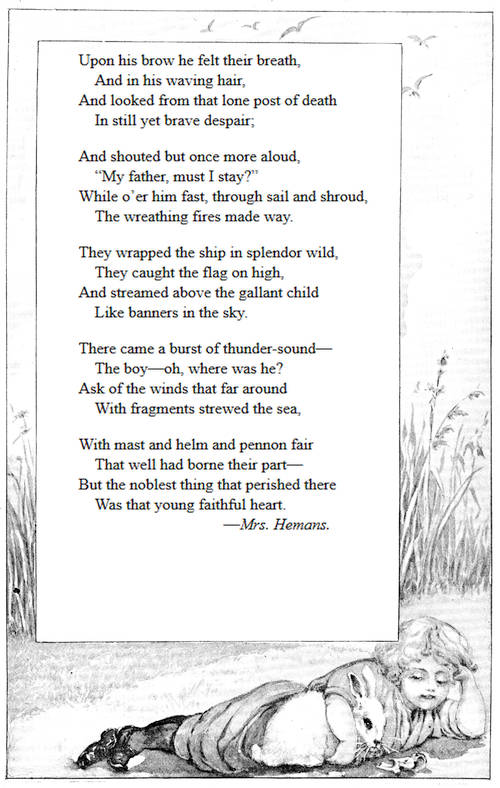 Upon his brow he felt their breath,
And in his waving hair,
And looked from that lone post of death
In still yet brave despair;
And shouted but once more aloud,
“My father, must I stay?”
While o’er him fast, through sail and shroud,
The wreathing fires made way.
They wrapped the ship in splendor wild,
They caught the flag on high,
And streamed above the gallant child
Like banners in the sky.
There came a burst of thunder-sound—
The boy—oh, where was he?
Ask of the winds that far around
With fragments strewed the sea,
With mast and helm and pennon fair
That well had borne their part—
But the noblest thing that perished there
Was that young faithful heart.
—Mrs. Hemans.